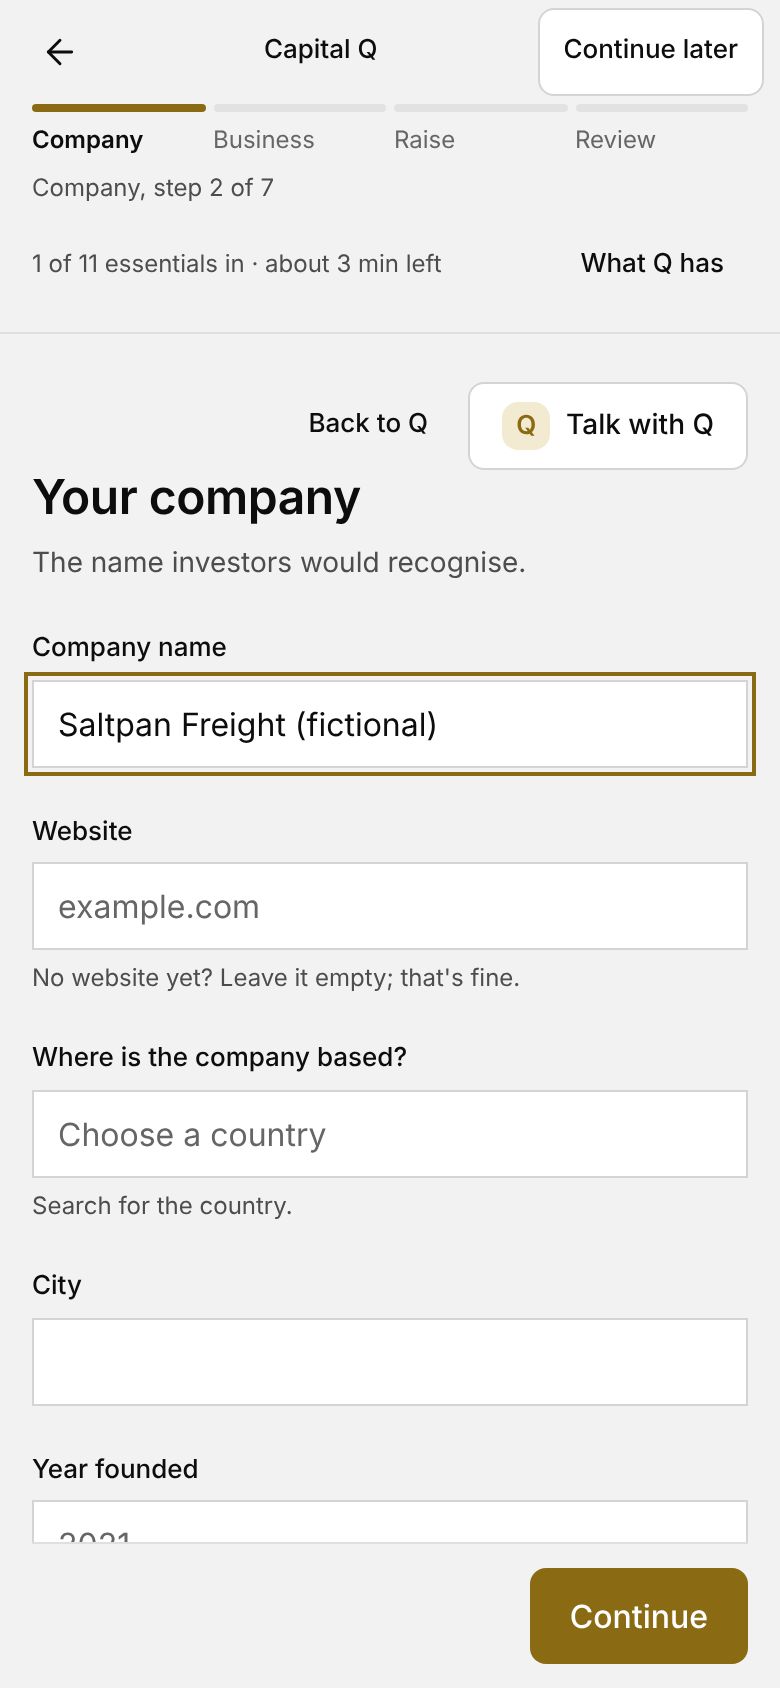 Capital Q
Continue later
Company
Business
Raise
Review
Company, step 2 of 7
1 of 11 essentials in · about 3 min left
What Q has
Back to Q
Q Talk with Q
Your company
The name investors would recognise.
Company name
Saltpan Freight (fictional)
Website
example.com
No website yet? Leave it empty; that's fine.
Where is the company based?
Choose a country
Search for the country.
City
Year founded
2021
Continue